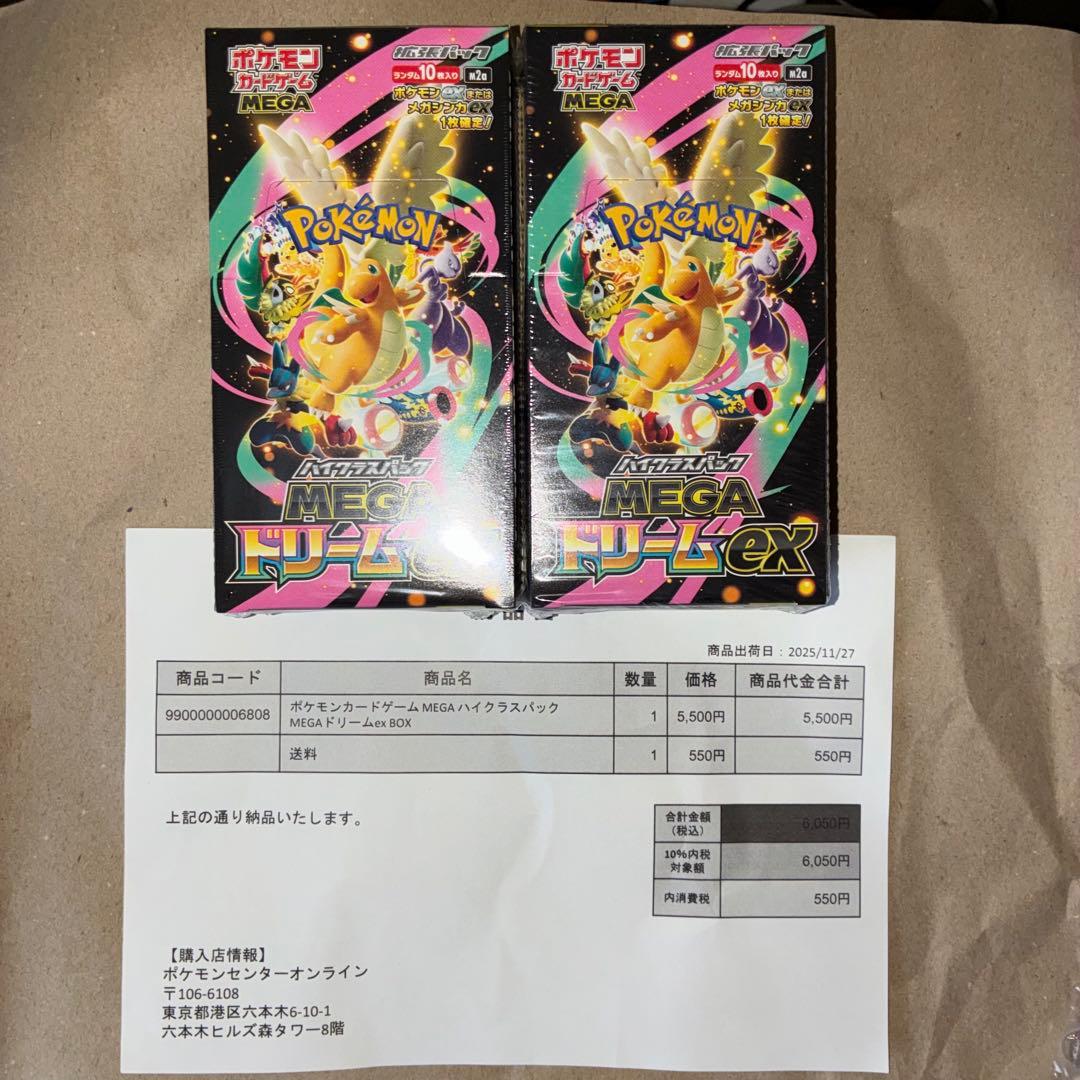 ポケモン
カードゲーム
MEGA
拡張パック
ランダム10枚入り m2a
ポケモンexまたは
メガシンカex
1枚確定!
POKéMON
ハイクラスパック
MEGA
ドリームex
ポケモン
カードゲーム
MEGA
拡張パック
ランダム10枚入り m2a
ポケモンexまたは
メガシンカex
1枚確定!
POKéMON
ハイクラスパック
MEGA
ドリームex
商品出荷日:2025/11/27
商品コード 商品名 数量 価格 商品代金合計
9900000006808 ポケモンカードゲーム MEGA ハイクラスパック 1 5,500円 5,500円
MEGAドリームex BOX
送料 1 550円 550円
上記の通り納品いたします。
合計金額
(税込) 6,050円
10%内税
対象額 6,050円
内消費税 550円
【購入店情報】
ポケモンセンターオンライン
〒106-6108
東京都港区六本木6-10-1
六本木ヒルズ森タワー8階